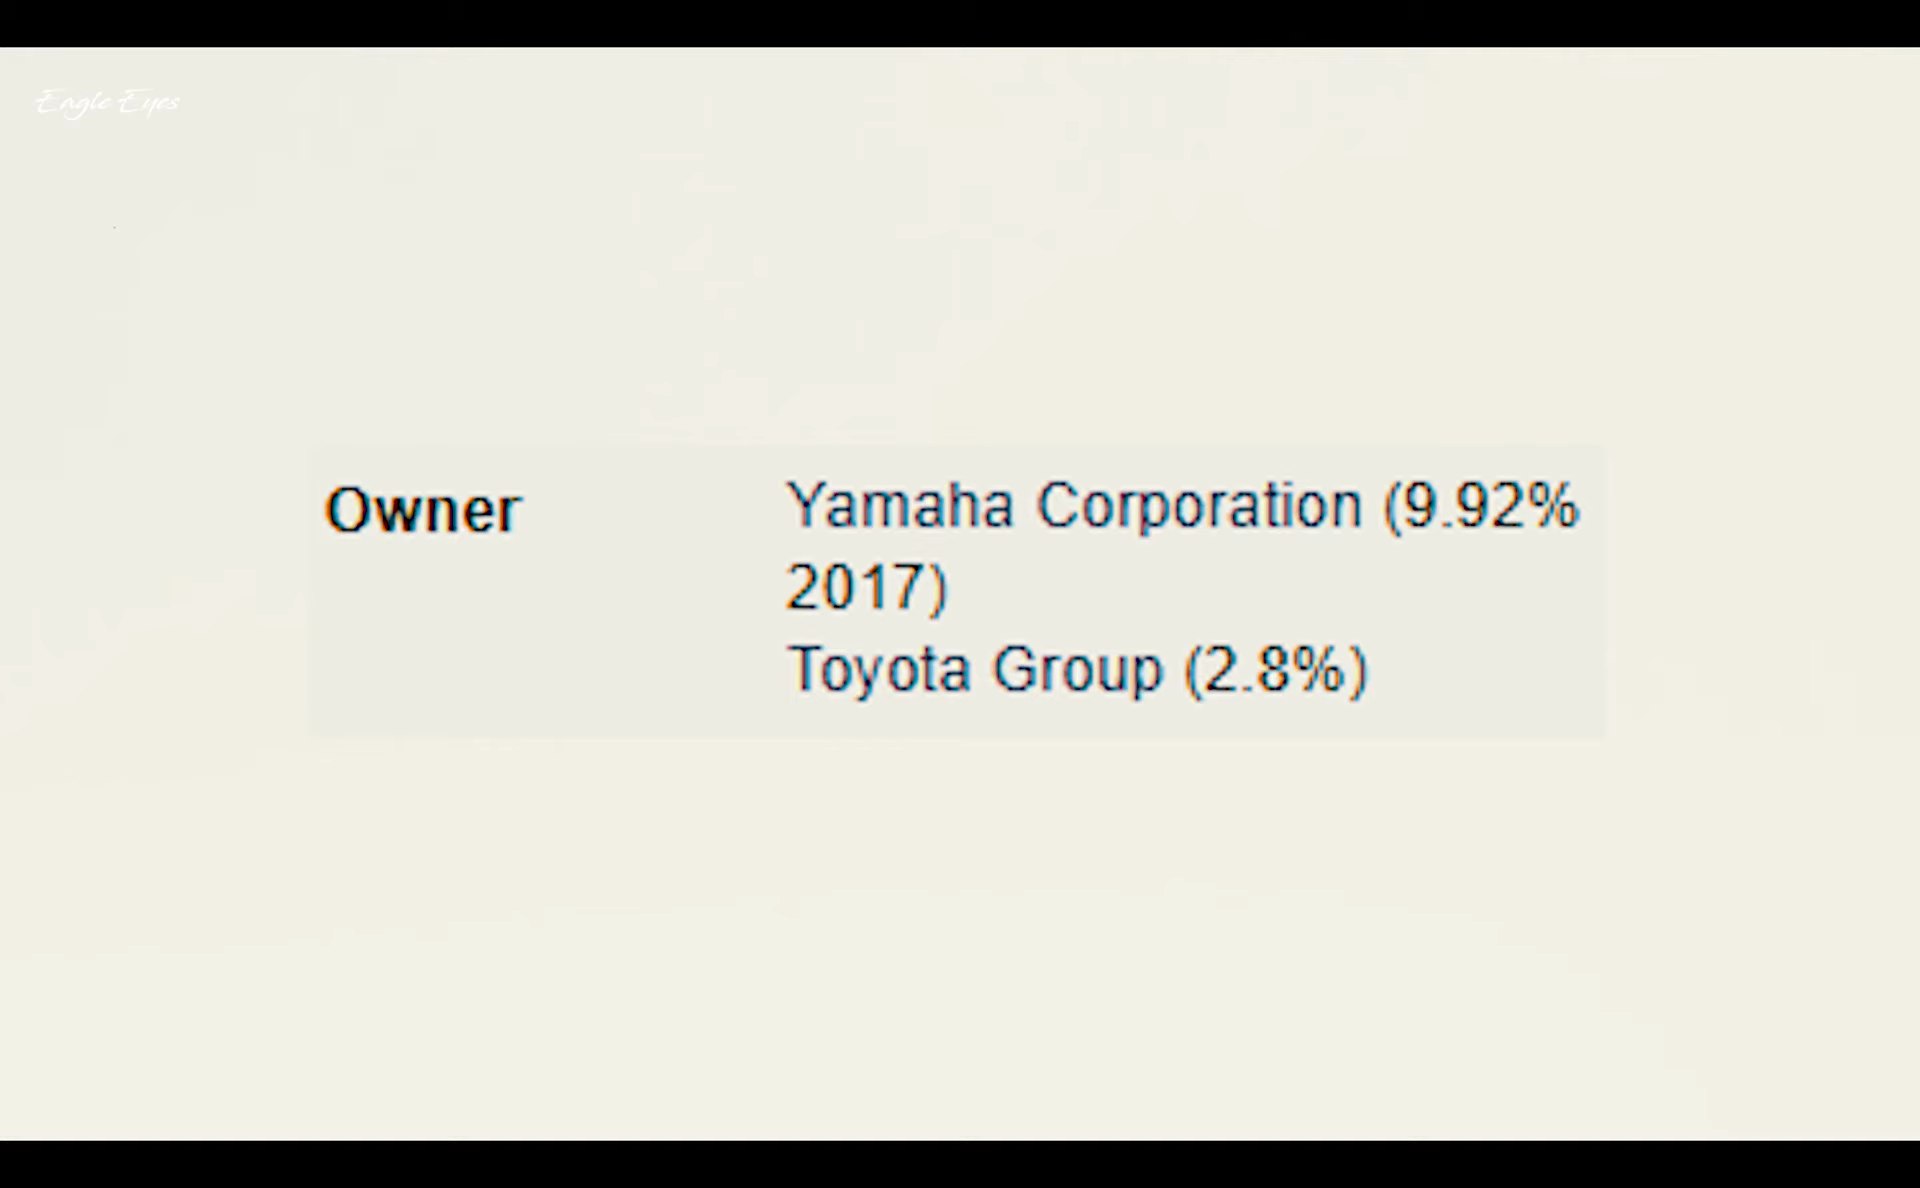 Eagle Eyes
Owner
Yamaha Corporation (9.92%
2017)
Toyota Group (2.8%)